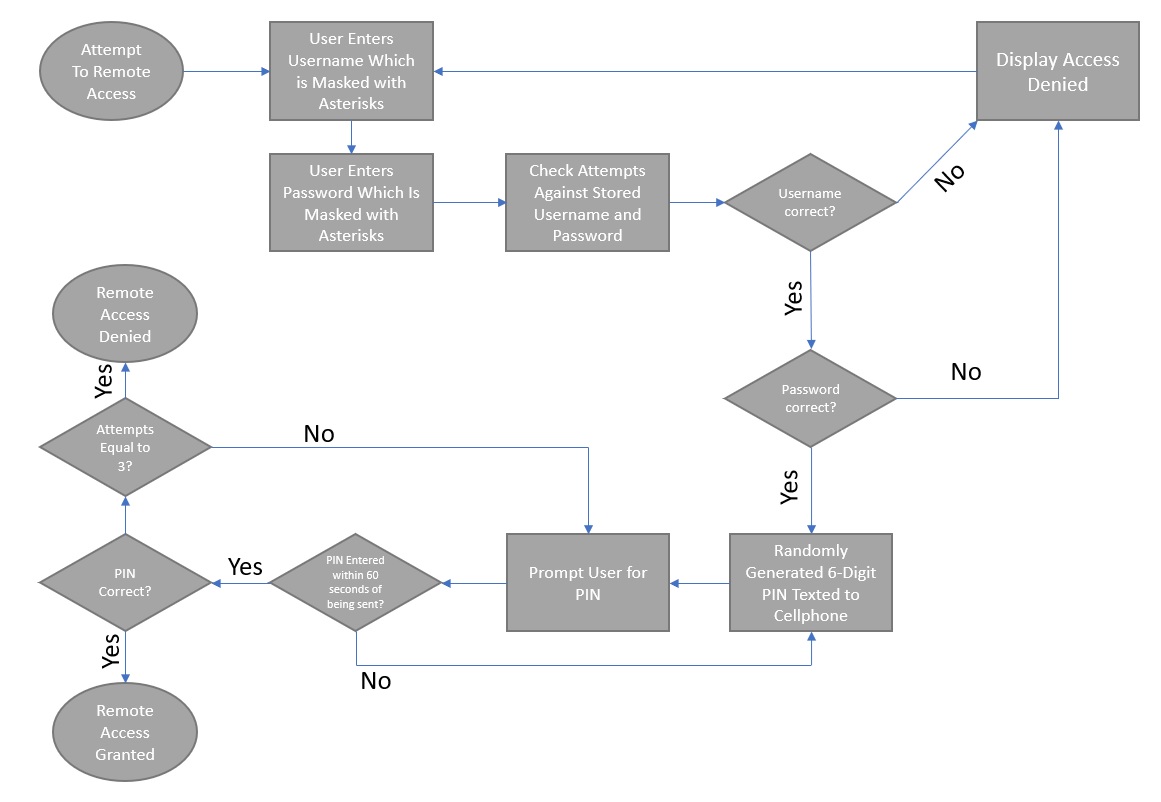 Attempt
To Remote
Access
User Enters
Username Which
is Masked with
Asterisks
Display Access
Denied
User Enters
Password Which Is
Masked with
Asterisks
Check Attempts
Against Stored
Username and
Password
Username
correct?
No
Yes
Remote
Access
Denied
Yes
Password
correct?
No
Attempts
Equal to
3?
No
Yes
PIN
Correct?
Yes
PIN Entered
within 60
seconds of
being sent?
Prompt User for
PIN
Randomly
Generated 6-Digit
PIN Texted to
Cellphone
Yes
No
Remote
Access
Granted